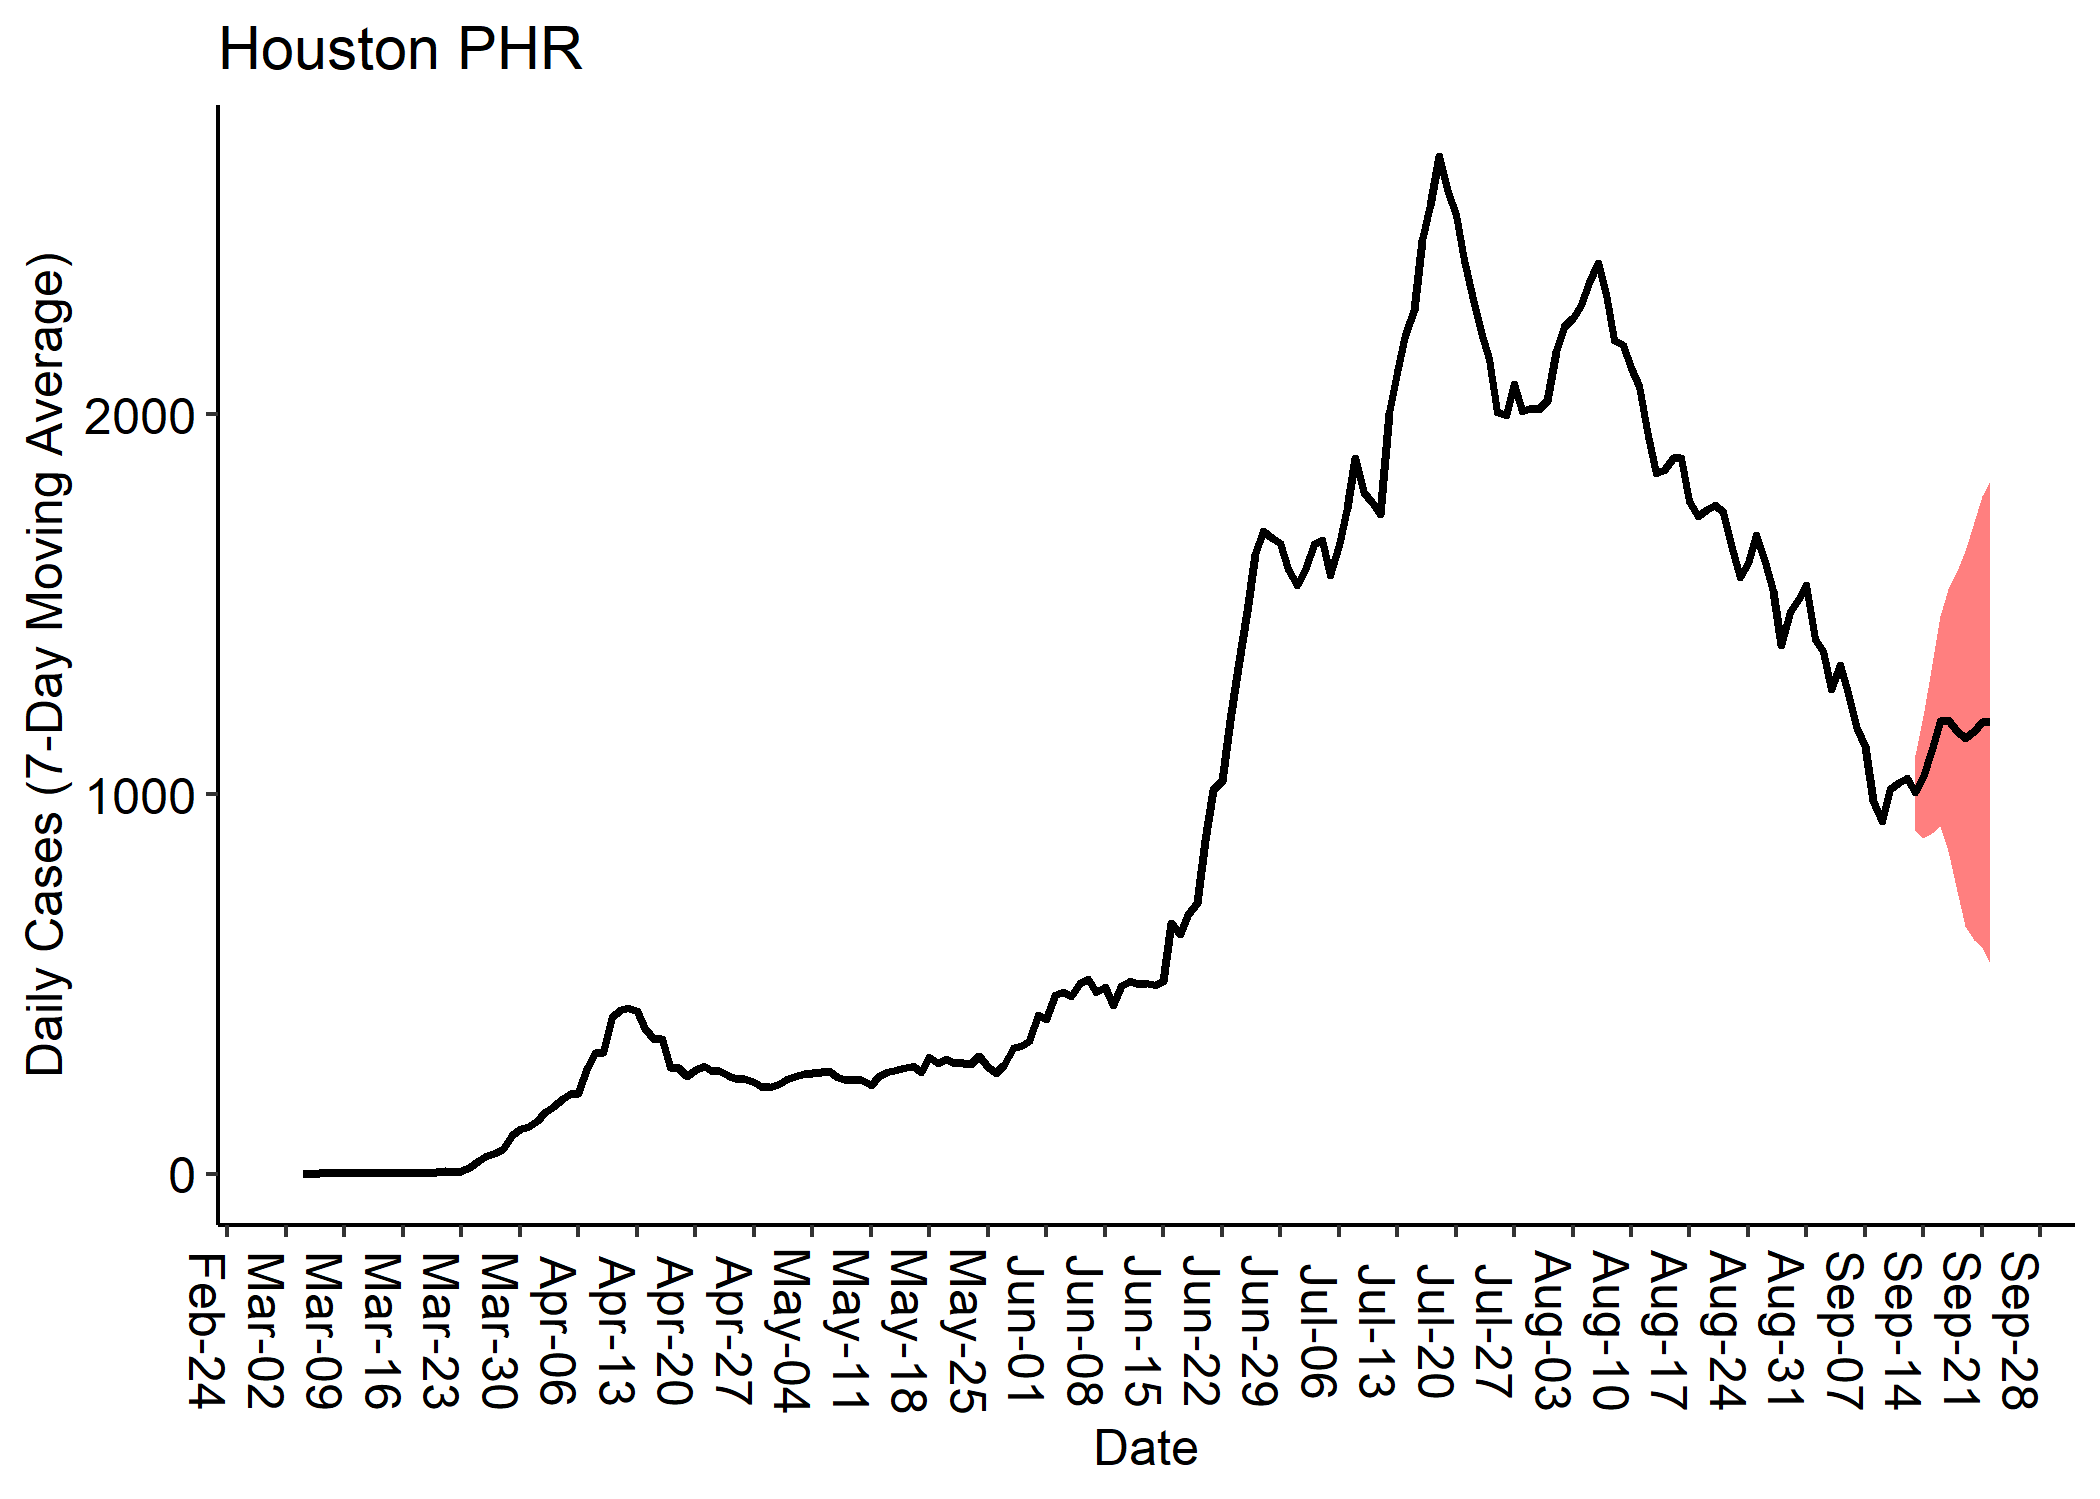 Houston PHR
Daily Cases (7-Day Moving Average)
2000
1000
0
Feb-24
Mar-02
Mar-09
Mar-16
Mar-23
Mar-30
Apr-06
Apr-13
Apr-20
Apr-27
May-04
May-11
May-18
May-25
Jun-01
Jun-08
Jun-15
Jun-22
Jun-29
Jul-06
Jul-13
Jul-20
Jul-27
Aug-03
Aug-10
Aug-17
Aug-24
Aug-31
Sep-07
Sep-14
Sep-21
Sep-28
Date